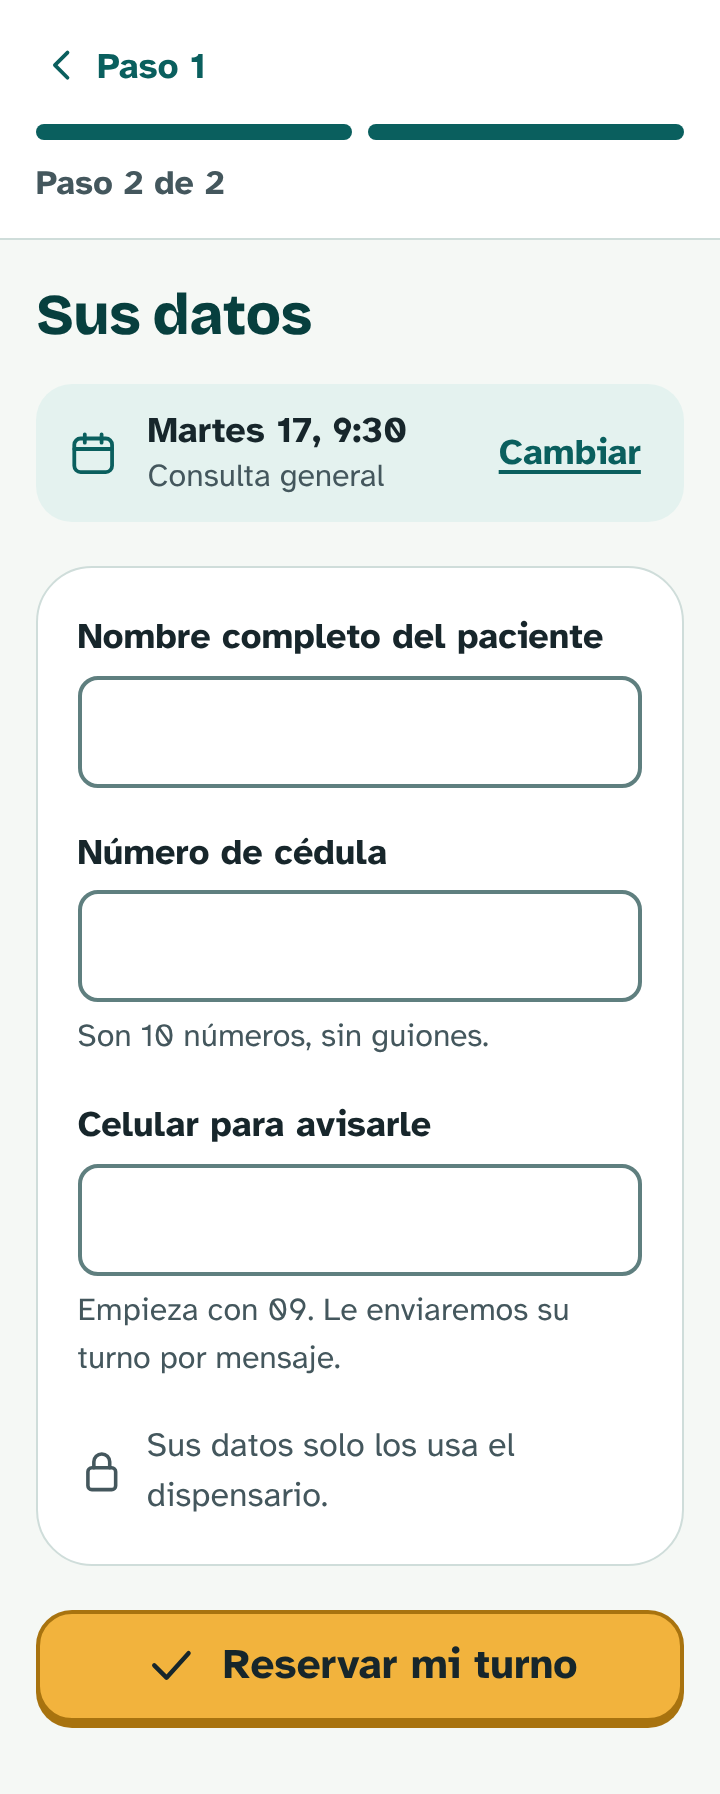 Paso 1
Paso 2 de 2
Sus datos
Martes 17, 9:30
Consulta general
Cambiar
Nombre completo del paciente
Número de cédula
Son 10 números, sin guiones.
Celular para avisarle
Empieza con 09. Le enviaremos su
turno por mensaje.
Sus datos solo los usa el
dispensario.
Reservar mi turno